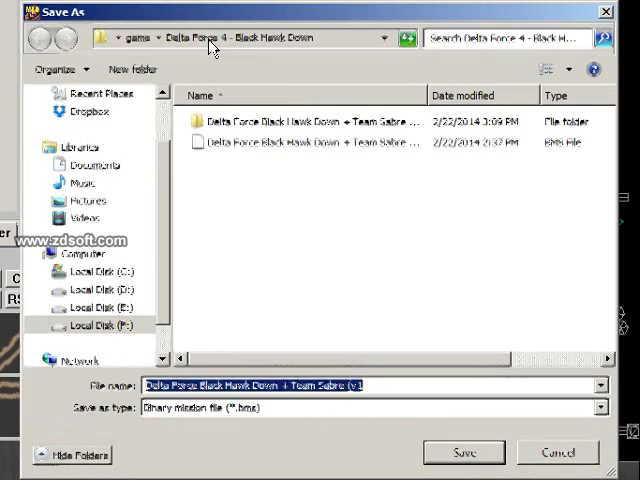 Save As
game Delta Force 4 - Black Hawk Down
Search Delta Force 4 - Black H...
Organize New folder
Recent Places
Dropbox
Libraries
Documents
Music
Pictures
Videos
Computer
Local Disk (C:)
Local Disk (D:)
Local Disk (E:)
Local Disk (F:)
Network
Name Date modified Type
Delta Force Black Hawk Down + Team Sabre ... 2/22/2014 3:09 PM File folder
Delta Force Black Hawk Down + Team Sabre ... 2/22/2014 2:37 PM BMS File
www.zdsoft.com
er
RS
File name: Delta Force Black Hawk Down + Team Sabre (v1
Save as type: Binary mission file (*.bms)
Hide Folders Save Cancel